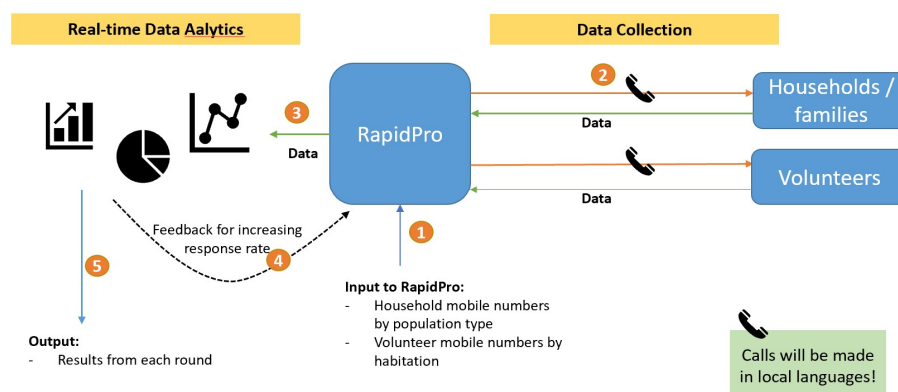 Real-time Data Aalytics
Data Collection
2
Households /
families
3
RapidPro
Data
Data
Volunteers
Data
Feedback for increasing
response rate
4
1
5
Input to RapidPro:
- Household mobile numbers
by population type
- Volunteer mobile numbers by
habitation
Output:
- Results from each round
Calls will be made
in local languages!